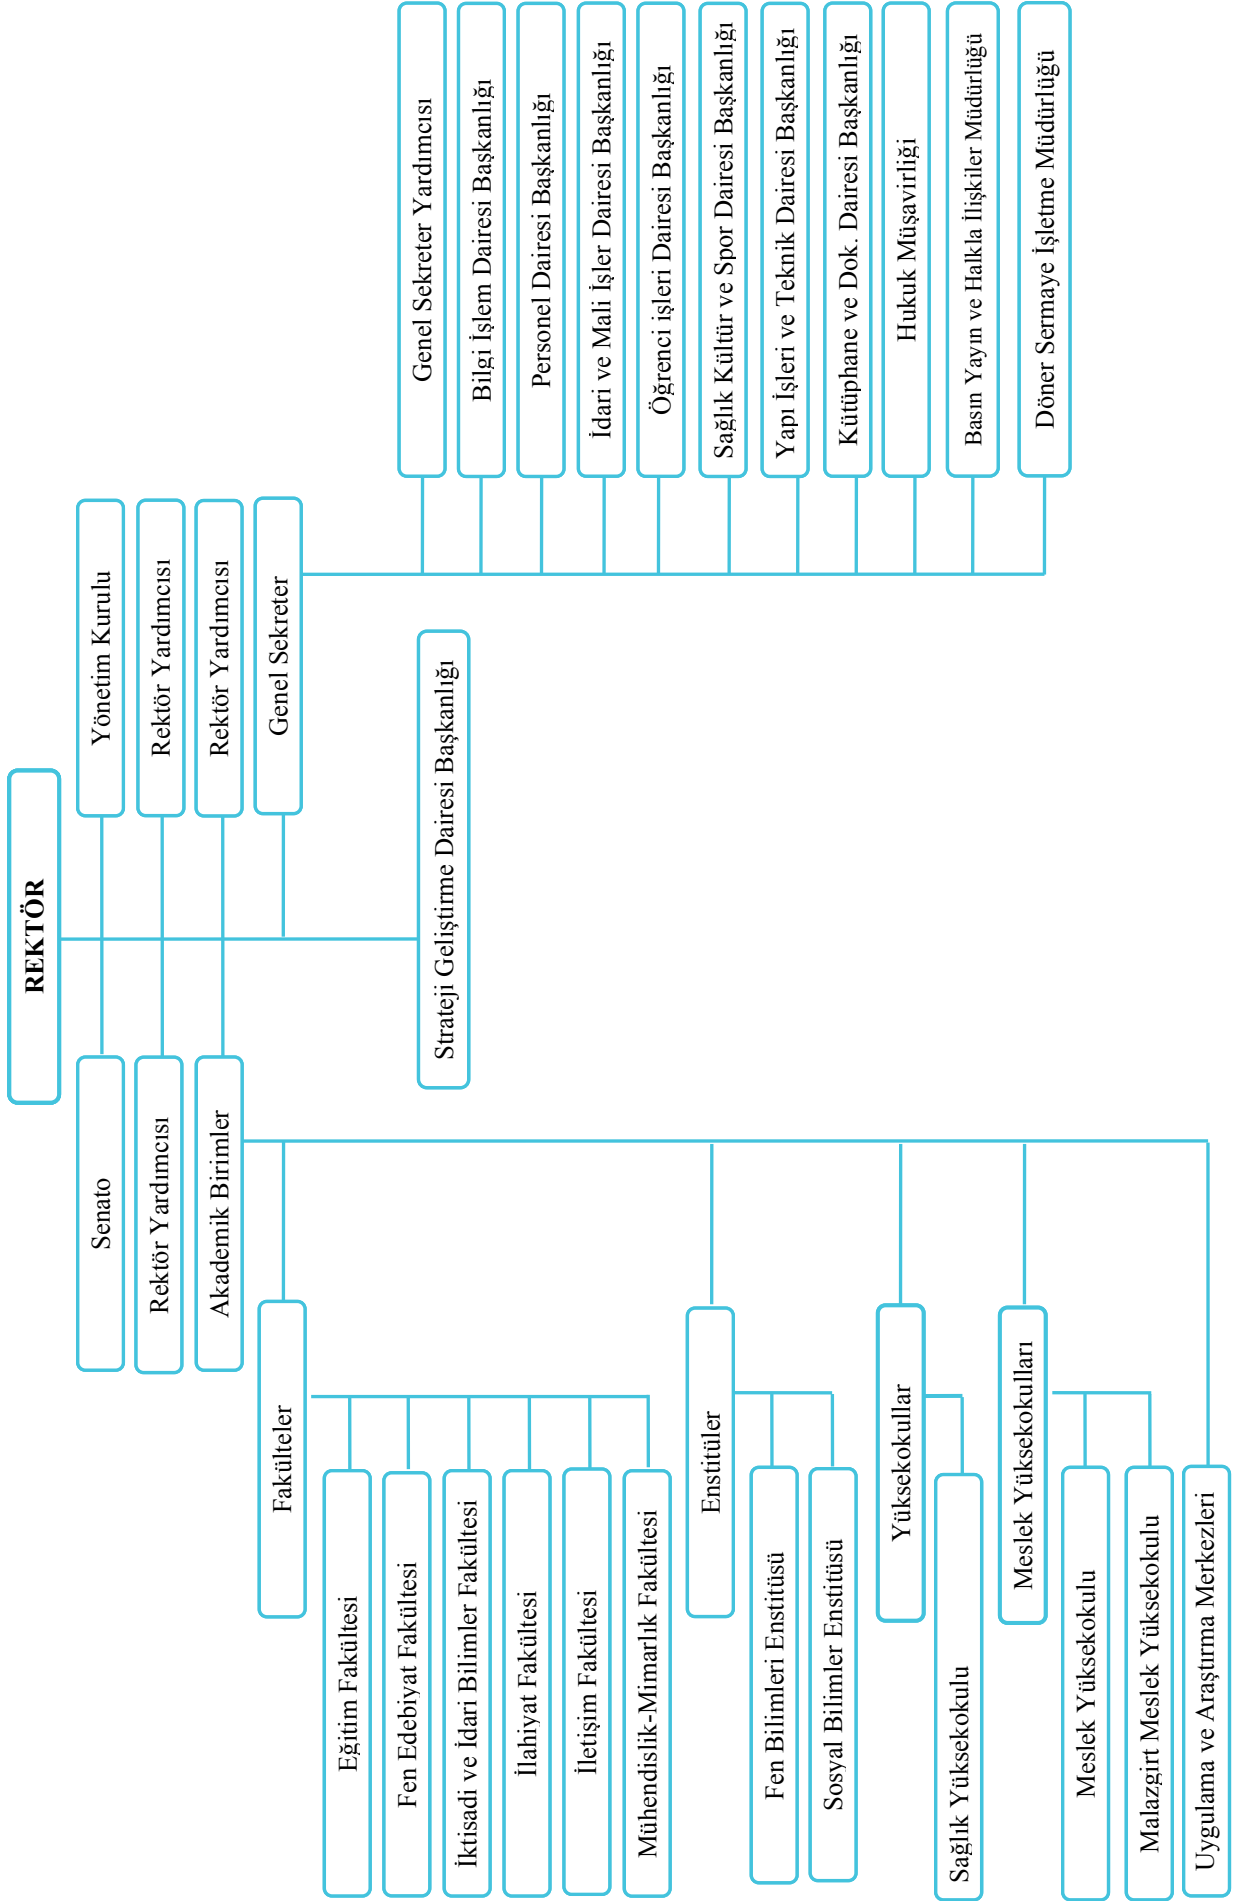 REKTÖR
Senato
Yönetim Kurulu
Rektör Yardımcısı
Rektör Yardımcısı
Akademik Birimler
Rektör Yardımcısı
Genel Sekreter
Strateji Geliştirme Dairesi Başkanlığı
Fakülteler
Eğitim Fakültesi
Fen Edebiyat Fakültesi
İktisadi ve İdari Bilimler Fakültesi
İlahiyat Fakültesi
İletişim Fakültesi
Mühendislik-Mimarlık Fakültesi
Enstitüler
Fen Bilimleri Enstitüsü
Sosyal Bilimler Enstitüsü
Yüksekokullar
Sağlık Yüksekokulu
Meslek Yüksekokulları
Meslek Yüksekokulu
Malazgirt Meslek Yüksekokulu
Uygulama ve Araştırma Merkezleri
Genel Sekreter Yardımcısı
Bilgi İşlem Dairesi Başkanlığı
Personel Dairesi Başkanlığı
İdari ve Mali İşler Dairesi Başkanlığı
Öğrenci işleri Dairesi Başkanlığı
Sağlık Kültür ve Spor Dairesi Başkanlığı
Yapı İşleri ve Teknik Dairesi Başkanlığı
Kütüphane ve Dok. Dairesi Başkanlığı
Hukuk Müşavirliği
Basın Yayın ve Halkla İlişkiler Müdürlüğü
Döner Sermaye İşletme Müdürlüğü